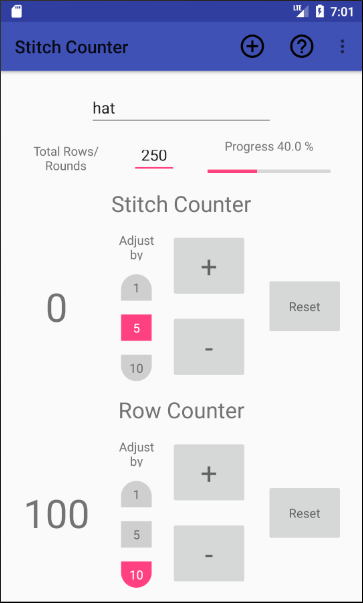 LTE 7:01
Stitch Counter
hat
Total Rows/
Rounds
250
Progress 40.0 %
Stitch Counter
Adjust
by
1
5
10
0
+
-
Reset
Row Counter
Adjust
by
1
5
10
100
+
-
Reset